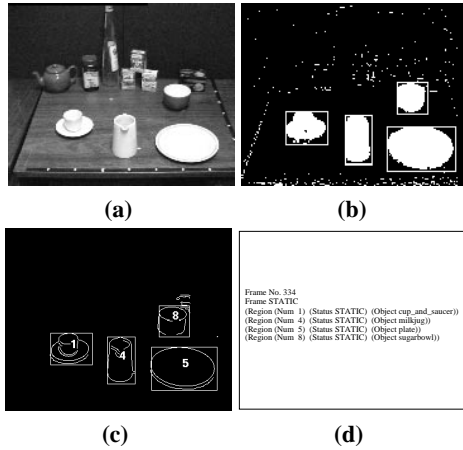 (a)
(b)
8
1
4
5
(c)
Frame No. 334
Frame STATIC
(Region (Num 1) (Status STATIC) (Object cup_and_saucer))
(Region (Num 4) (Status STATIC) (Object milkjug))
(Region (Num 5) (Status STATIC) (Object plate))
(Region (Num 8) (Status STATIC) (Object sugarbowl))
(d)